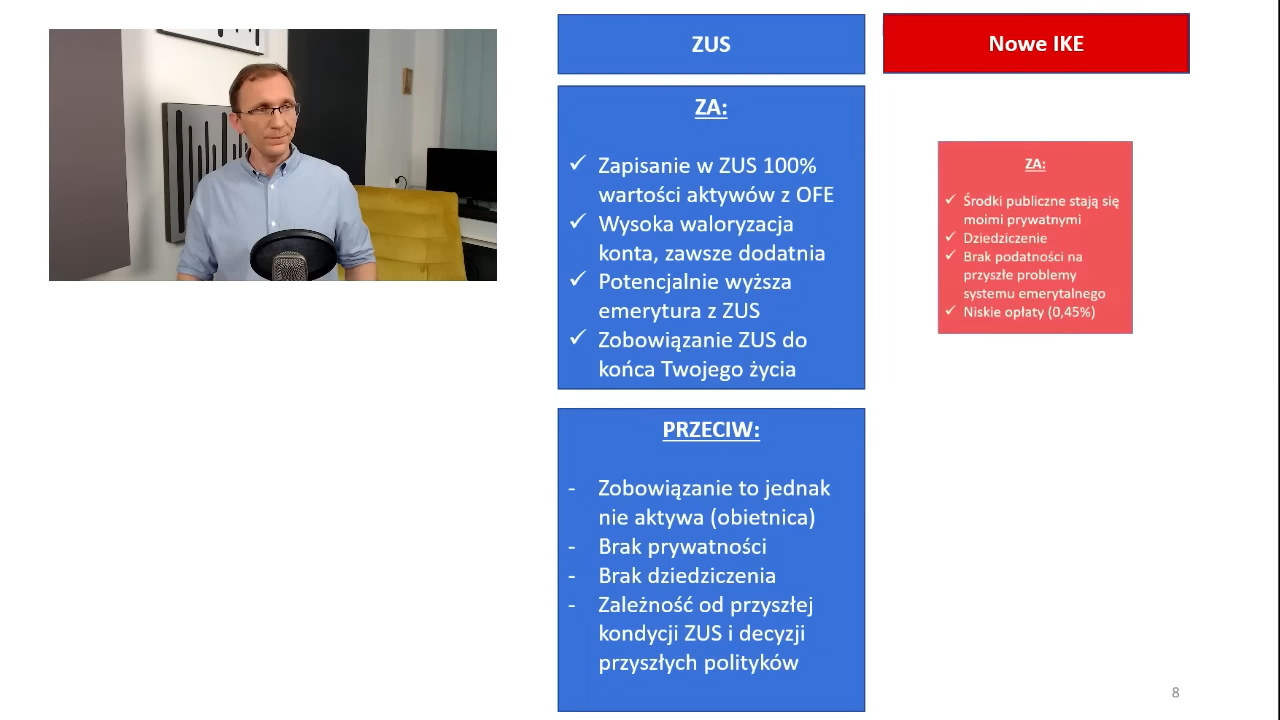 ZUS
ZA:
✓ Zapisanie w ZUS 100%
wartości aktywów z OFE
✓ Wysoka waloryzacja
konta, zawsze dodatnia
✓ Potencjalnie wyższa
emerytura z ZUS
✓ Zobowiązanie ZUS do
końca Twojego życia
PRZECIW:
- Zobowiązanie to jednak
nie aktywa (obietnica)
- Brak prywatności
- Brak dziedziczenia
- Zależność od przyszłej
kondycji ZUS i decyzji
przyszłych polityków
Nowe IKE
ZA:
✓ Środki publiczne stają się
moimi prywatnymi
✓ Dziedziczenie
✓ Brak podatności na
przyszłe problemy
systemu emerytalnego
✓ Niskie opłaty (0,45%)
8